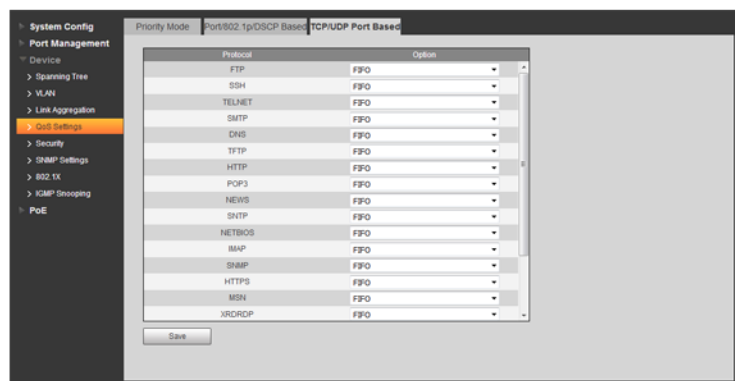 System Config
Port Management
Device
Spanning Tree
VLAN
Link Aggregation
QoS Settings
Security
SNMP Settings
802.1X
IGMP Snooping
PoE
Priority Mode Port/802.1p/DSCP Based TCP/UDP Port Based
Protocol Option
FTP FIFO
SSH FIFO
TELNET FIFO
SMTP FIFO
DNS FIFO
TFTP FIFO
HTTP FIFO
POP3 FIFO
NEWS FIFO
SNTP FIFO
NETBIOS FIFO
IMAP FIFO
SNMP FIFO
HTTPS FIFO
MSN FIFO
XRDRDP FIFO
Save